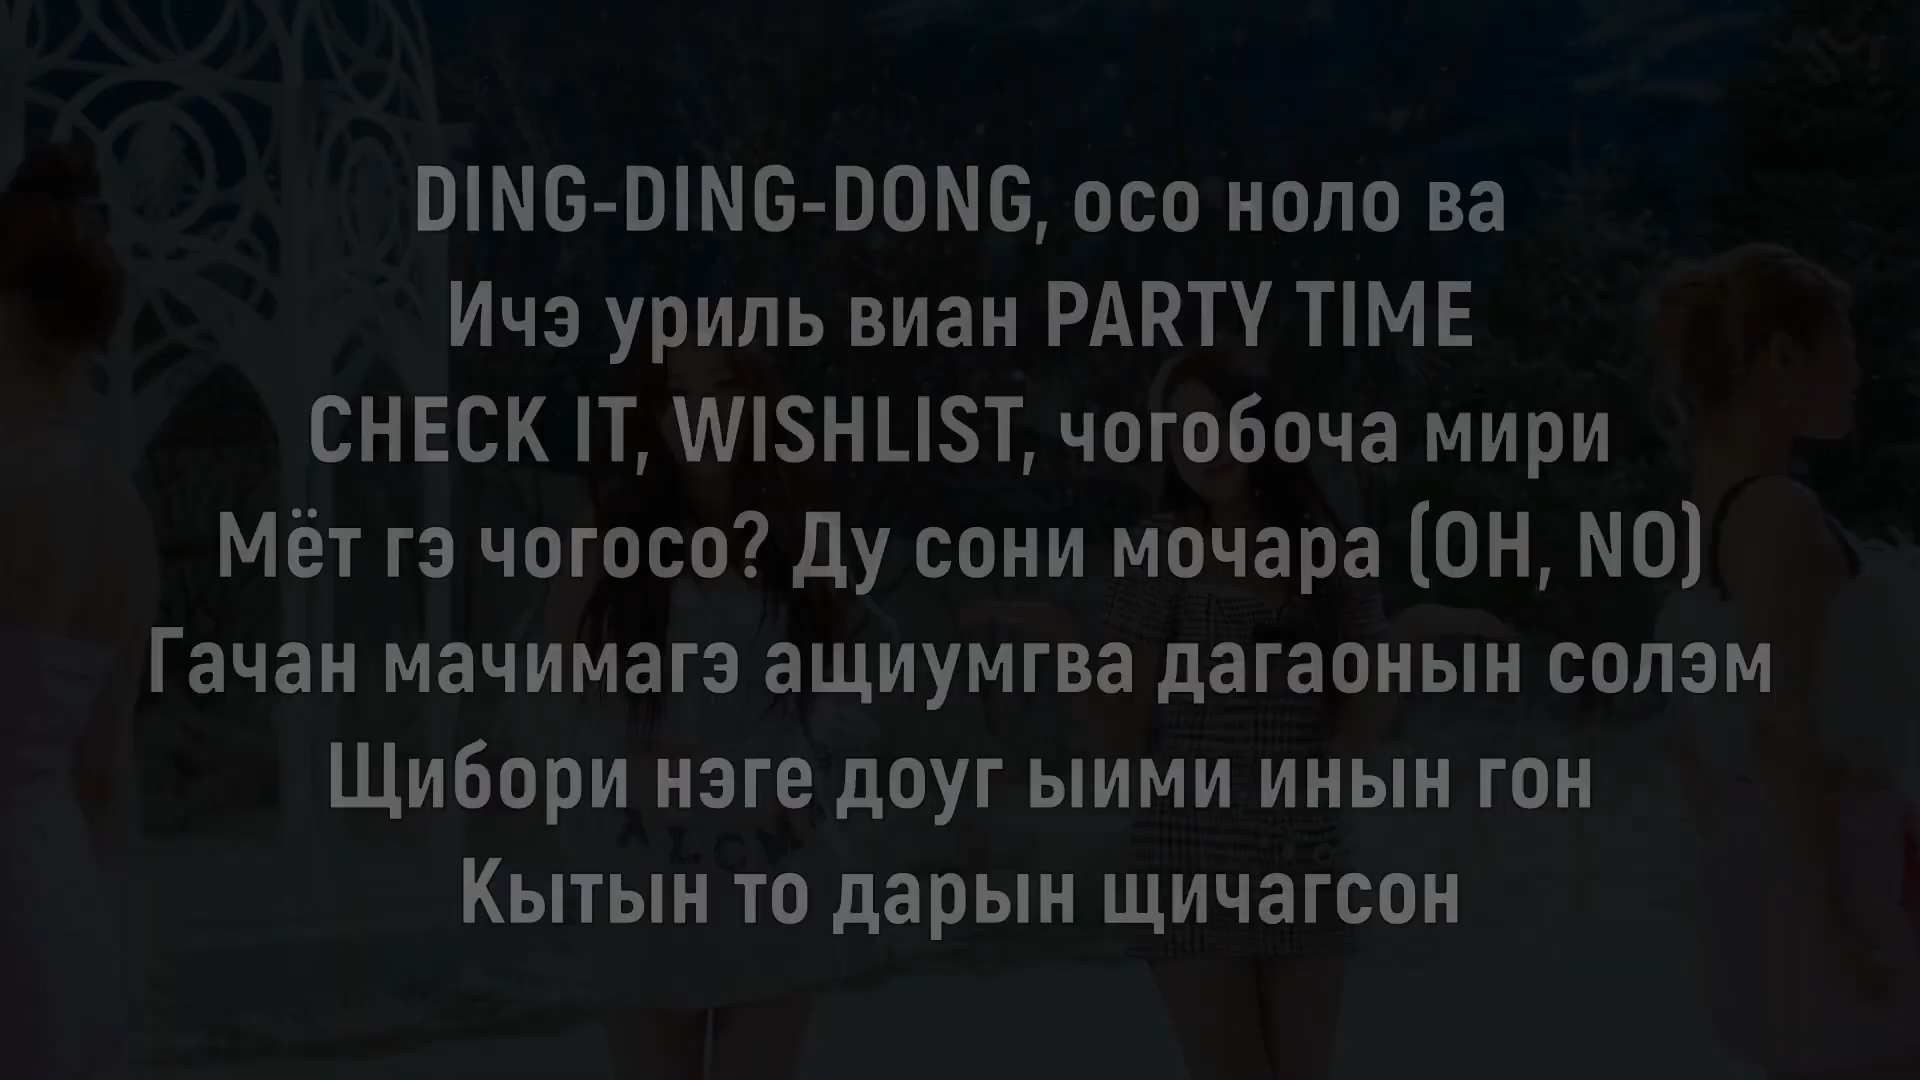 DING-DING-DONG, осо ноло ва
Ичэ уриль виан PARTY TIME
CHECK IT, WISHLIST, чогобоча мири
Мёт гэ чогосо? Ду сони мочара (OH, NO)
Гачан мачимагэ ащиумгва дагаонын солэм
Щибори нэге доуг ыими инын гон
Кытын то дарын щичагсон